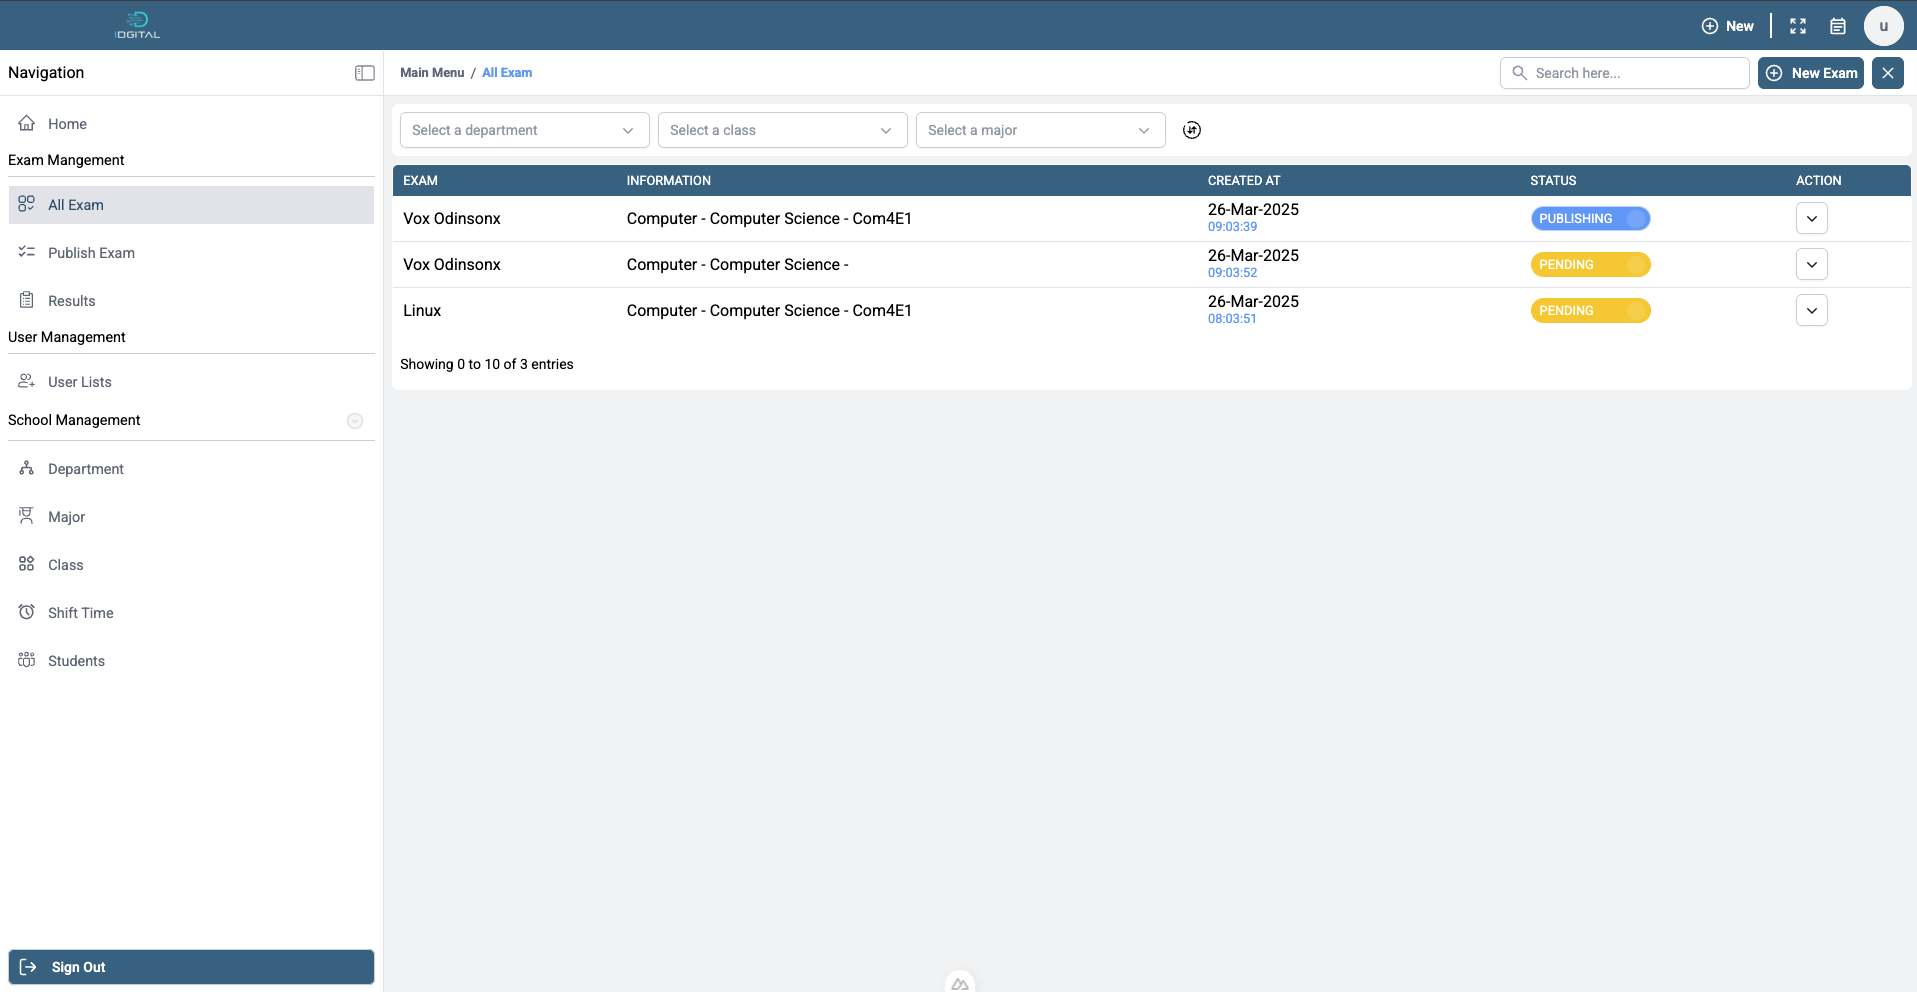 IDGITAL
New
u
Navigation
Main Menu / All Exam
Search here...
New Exam
Home
Exam Mangement
All Exam
Publish Exam
Results
User Management
User Lists
School Management
Department
Major
Class
Shift Time
Students
Sign Out
Select a department
Select a class
Select a major
EXAM INFORMATION CREATED AT STATUS ACTION
Vox Odinsonx Computer - Computer Science - Com4E1 26-Mar-2025 PUBLISHING
09:03:39
Vox Odinsonx Computer - Computer Science - 26-Mar-2025 PENDING
09:03:52
Linux Computer - Computer Science - Com4E1 26-Mar-2025 PENDING
08:03:51
Showing 0 to 10 of 3 entries